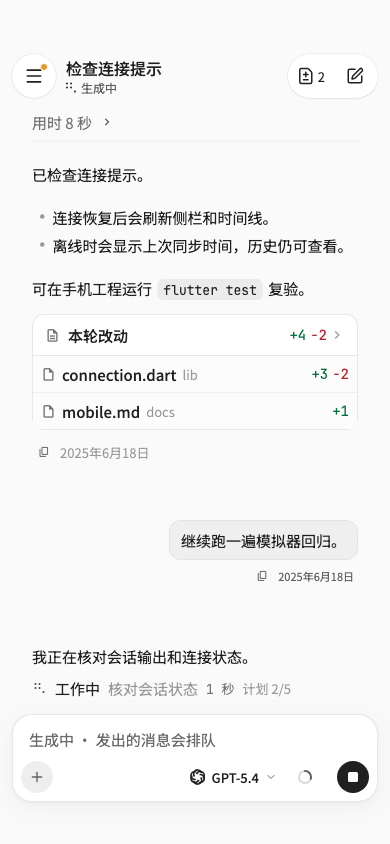 检查连接提示
生成中
2
用时 8 秒
已检查连接提示。
连接恢复后会刷新侧栏和时间线。
离线时会显示上次同步时间，历史仍可查看。
可在手机工程运行 flutter test 复验。
本轮改动 +4 -2
connection.dart lib +3 -2
mobile.md docs +1
2025年6月18日
继续跑一遍模拟器回归。
2025年6月18日
我正在核对会话输出和连接状态。
工作中 核对会话状态 1 秒 计划 2/5
生成中 · 发出的消息会排队
GPT-5.4